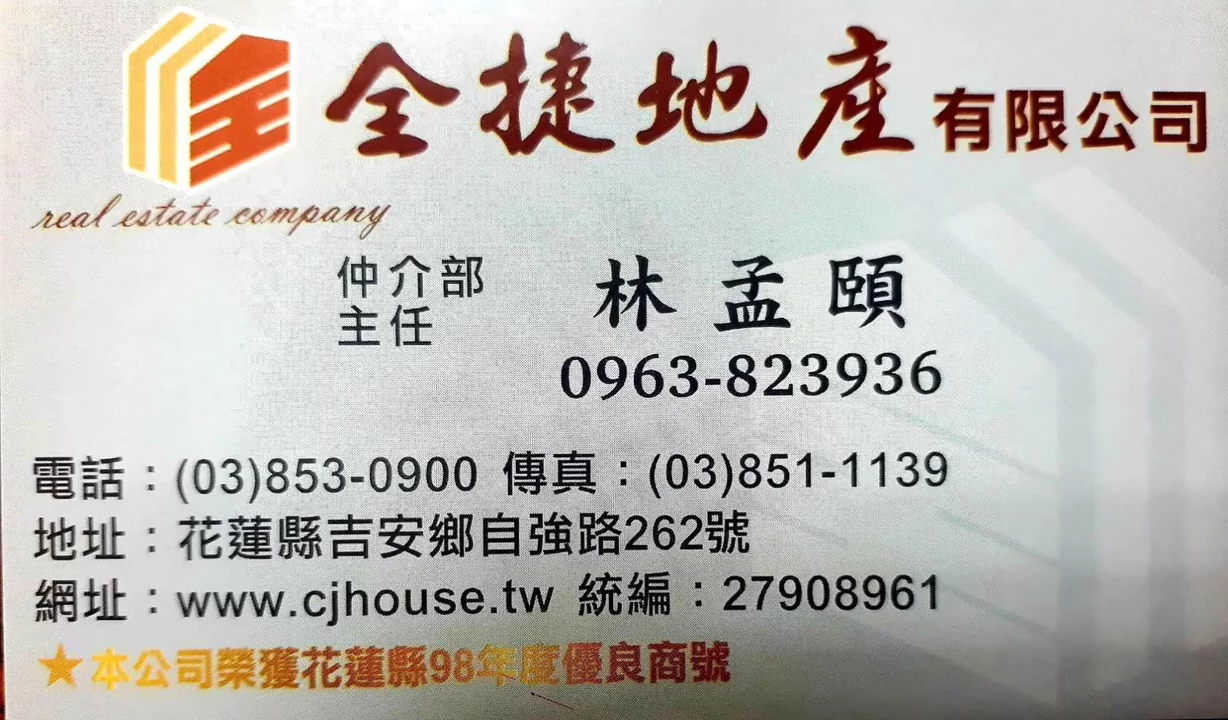 全捷地產有限公司
real estate company
仲介部
主任
林孟頤
0963-823936
電話：(03)853-0900 傳真：(03)851-1139
地址：花蓮縣吉安鄉自強路262號
網址：www.cjhouse.tw 統編：27908961
★本公司榮獲花蓮縣98年度優良商號